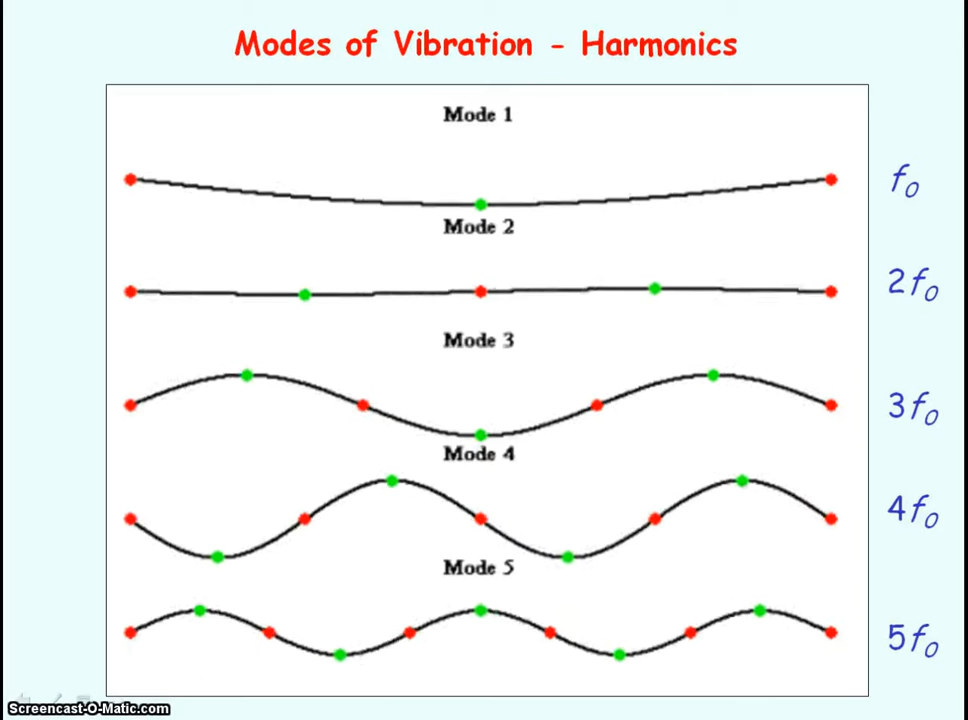 Modes of Vibration - Harmonics
Mode 1
f₀
Mode 2
2f₀
Mode 3
3f₀
Mode 4
4f₀
Mode 5
5f₀
Screencast-O-Matic.com